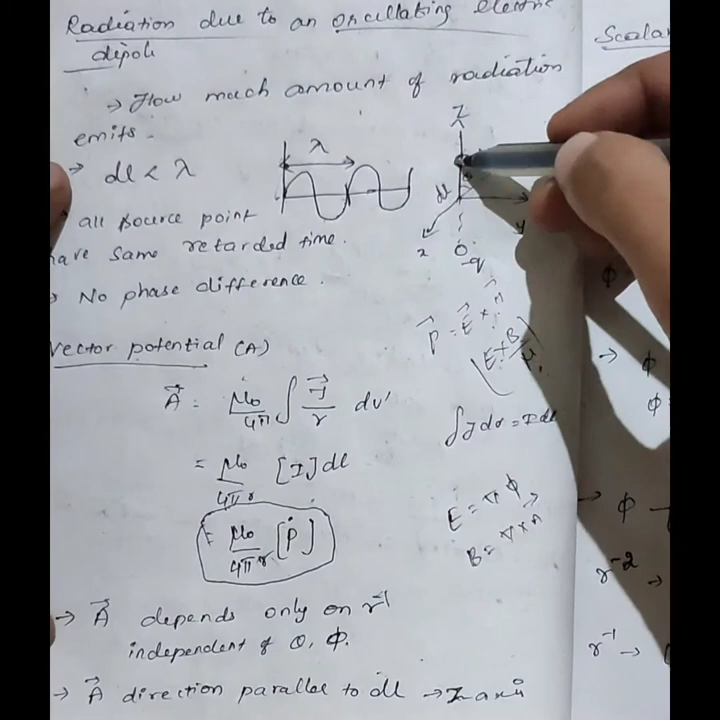 Radiation due to an oscillating electric
dipole
→ How much amount of radiation
emits.
→ dl < λ
λ
Z
dl
x
y
-q
all source point
have same retarded time.
→ No phase difference.
Vector potential (A)
A⃗ = μ₀/4π ∫ J⃗/r dv'
= μ₀/4πr [I] dl
= μ₀/4πr [ṗ]
P⃗ = E⃗ × H⃗
(E×B/μ₀)
∫J dv = I dl
E = ∇φ
B = ∇×A⃗
→ A⃗ depends only on r⁻¹
independent of θ, φ.
→ A⃗ direction parallel to dl → Z axis
Scalar
φ
→ φ
φ
→ φ
r⁻² →
r⁻¹ →